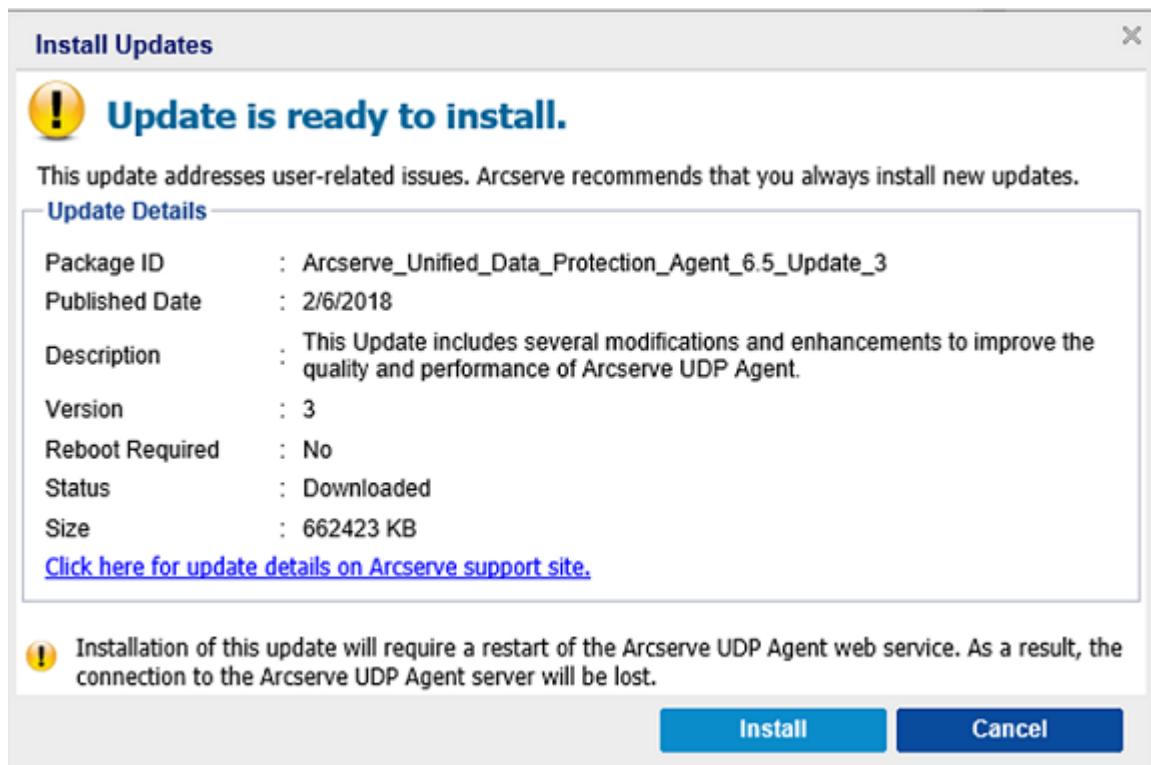 Install Updates
Update is ready to install.
This update addresses user-related issues. Arcserve recommends that you always install new updates.
Update Details
Package ID : Arcserve_Unified_Data_Protection_Agent_6.5_Update_3
Published Date : 2/6/2018
Description : This Update includes several modifications and enhancements to improve the
quality and performance of Arcserve UDP Agent.
Version : 3
Reboot Required : No
Status : Downloaded
Size : 662423 KB
Click here for update details on Arcserve support site.
Installation of this update will require a restart of the Arcserve UDP Agent web service. As a result, the
connection to the Arcserve UDP Agent server will be lost.
Install Cancel